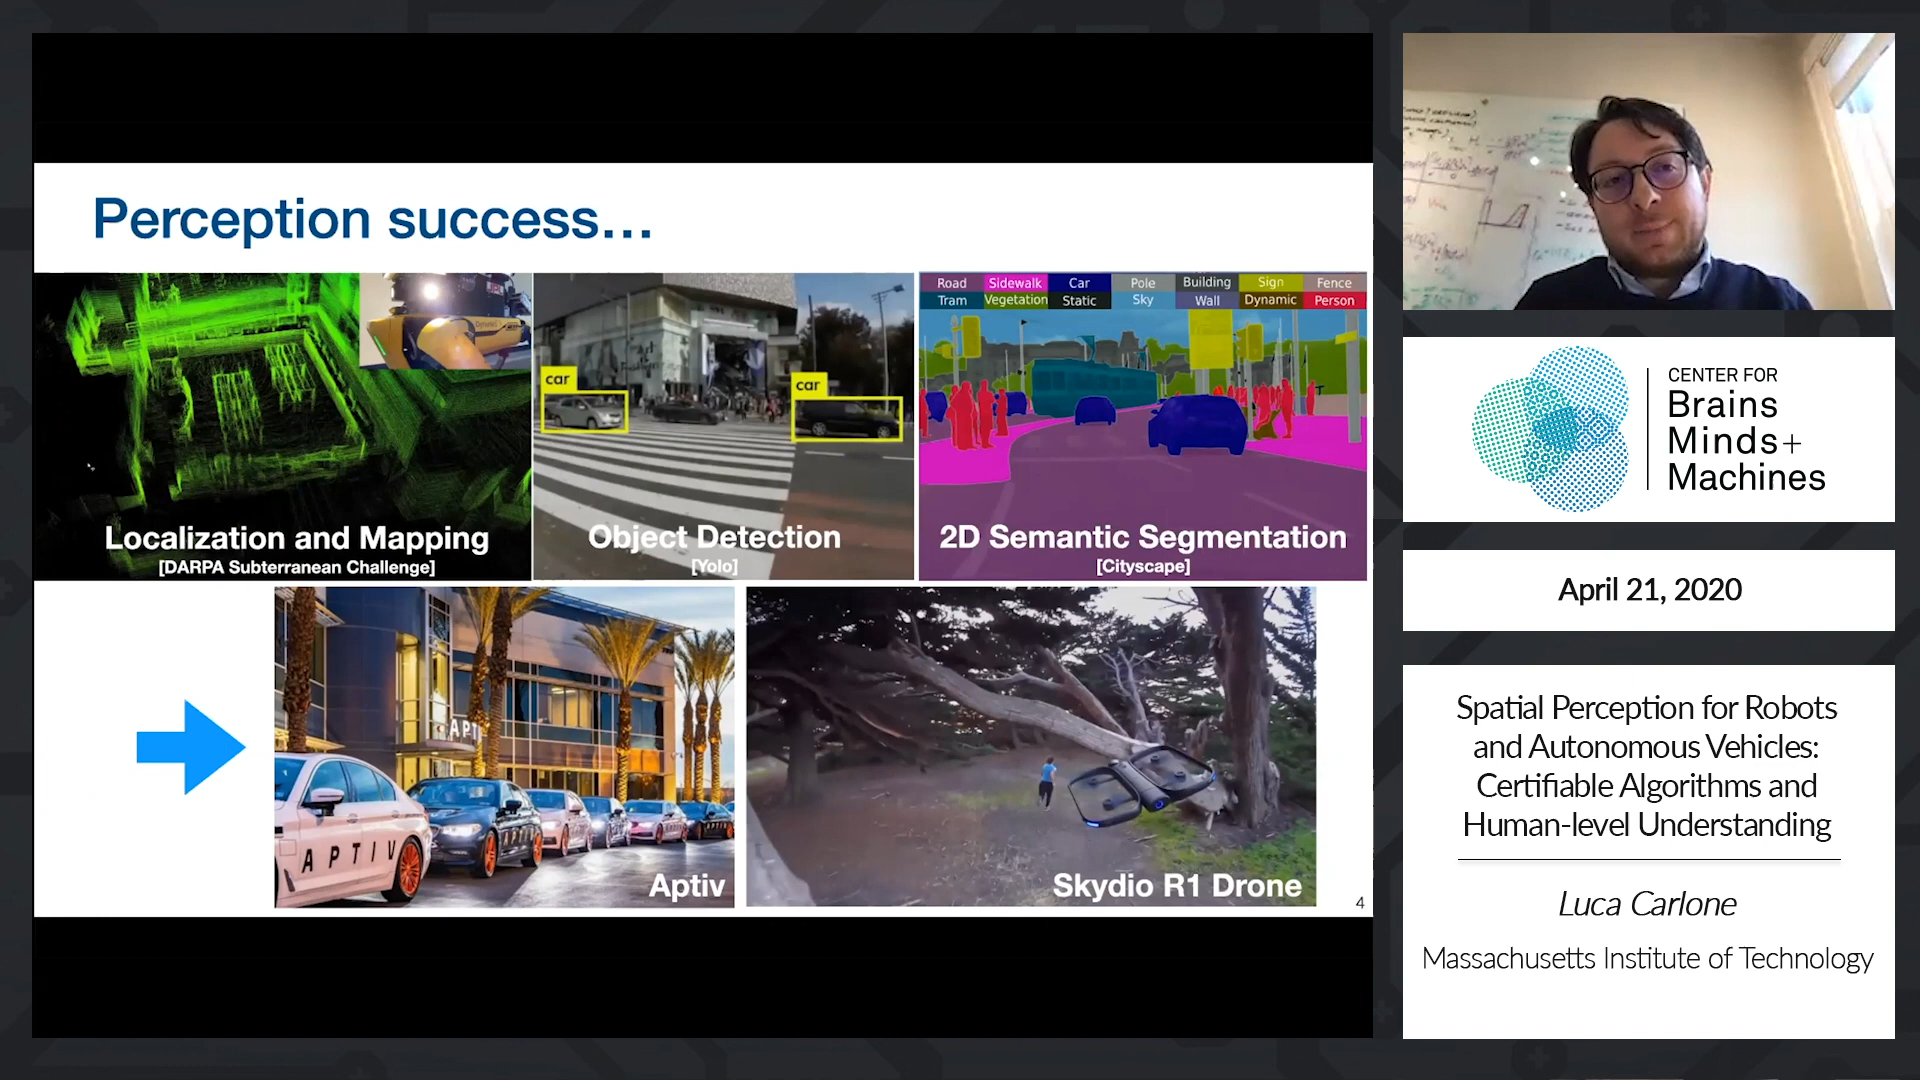 Perception success...
JPL
Localization and Mapping
[DARPA Subterranean Challenge]
car
car
Object Detection
[Yolo]
Road Sidewalk Car Pole Building Sign Fence
Tram Vegetation Static Sky Wall Dynamic Person
2D Semantic Segmentation
[Cityscape]
APTIV
Aptiv
Skydio R1 Drone
4
CENTER FOR
Brains
Minds+
Machines
April 21, 2020
Spatial Perception for Robots
and Autonomous Vehicles:
Certifiable Algorithms and
Human-level Understanding
Luca Carlone
Massachusetts Institute of Technology